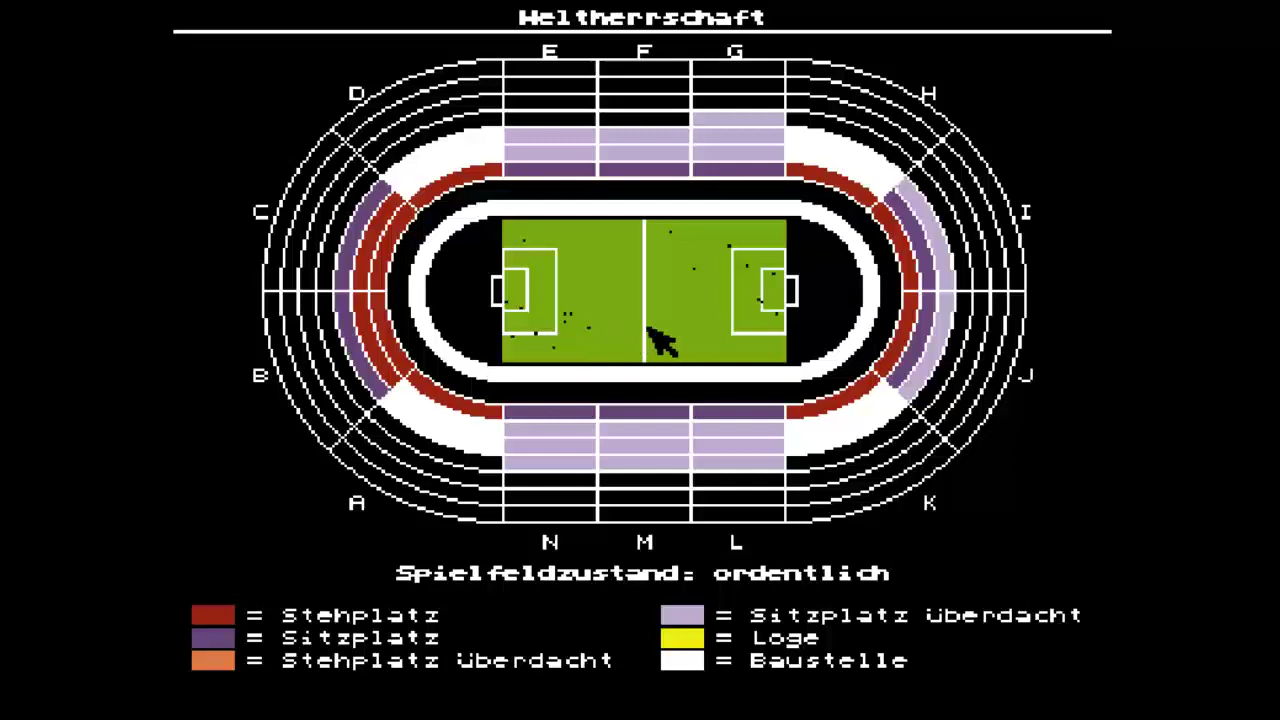 Weltherrschaft
E F G
D H
C I
B J
A K
N M L
Spielfeldzustand: ordentlich
= Stehplatz = Sitzplatz überdacht
= Sitzplatz = Loge
= Stehplatz überdacht = Baustelle